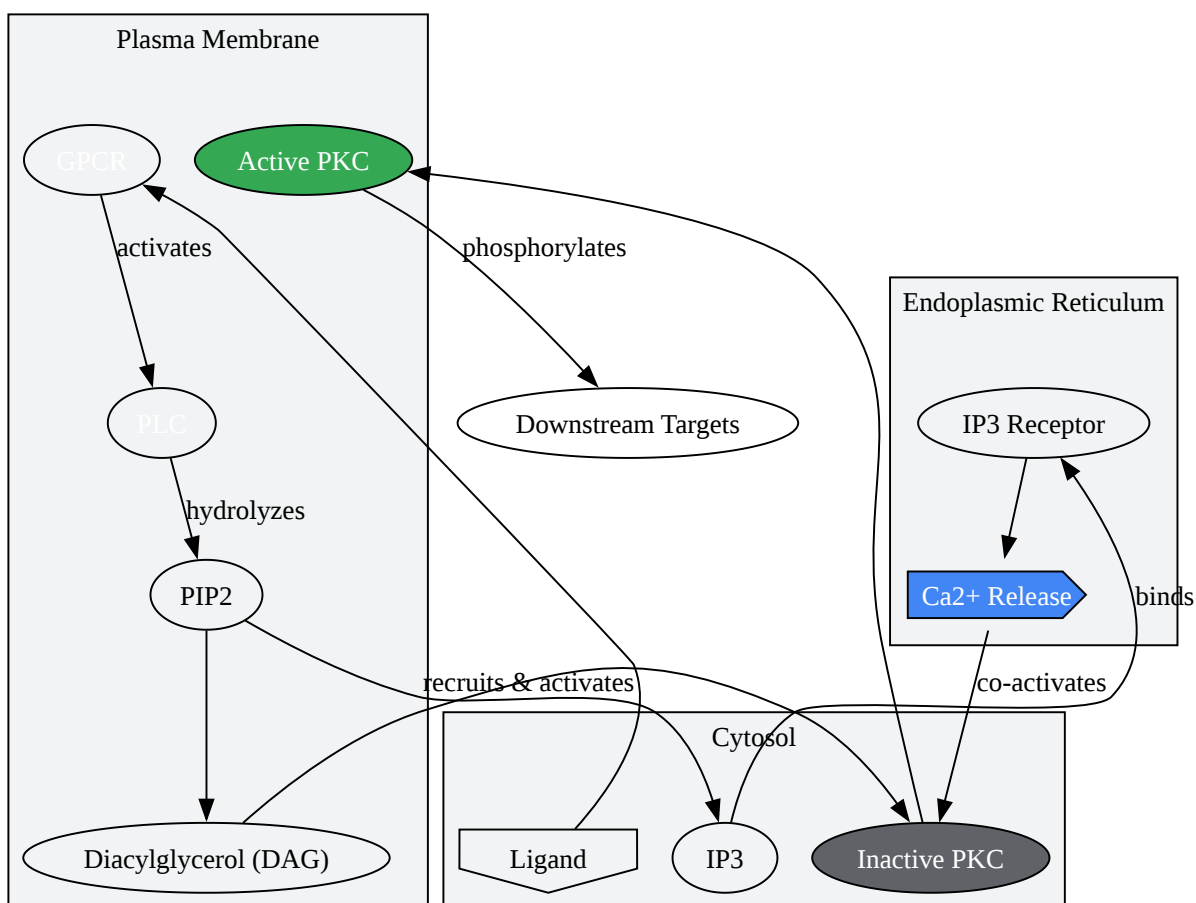 Plasma Membrane
GPCR
Active PKC
activates
phosphorylates
Endoplasmic Reticulum
PLC
Downstream Targets
IP3 Receptor
hydrolyzes
PIP2
Ca2+ Release
binds
recruits & activates
co-activates
Cytosol
Diacylglycerol (DAG)
Ligand
IP3
Inactive PKC